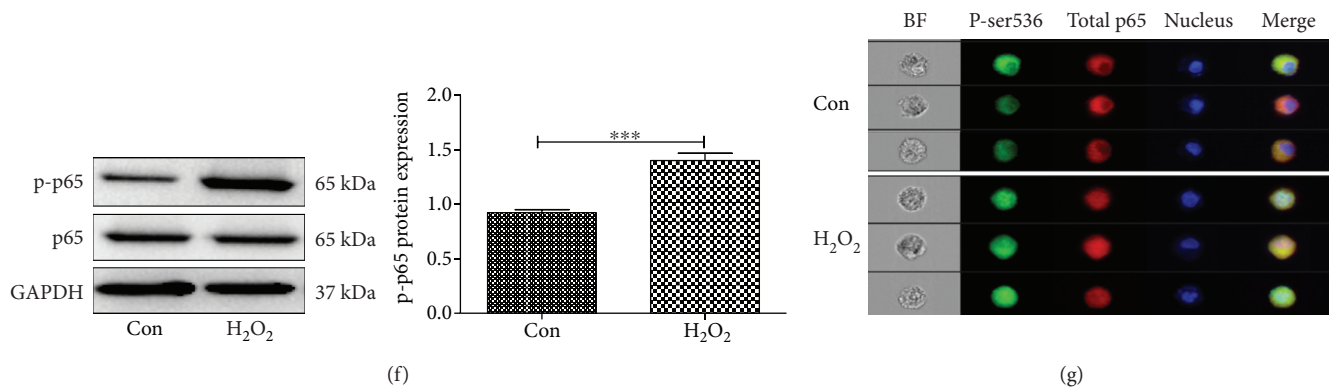 BF P-ser536 Total p65 Nucleus Merge
Con
H₂O₂
p-p65 65 kDa
p65 65 kDa
GAPDH 37 kDa
Con H₂O₂
p-p65 protein expression
2.0
1.5
1.0
0.5
0.0
***
Con H₂O₂
(f)
(g)